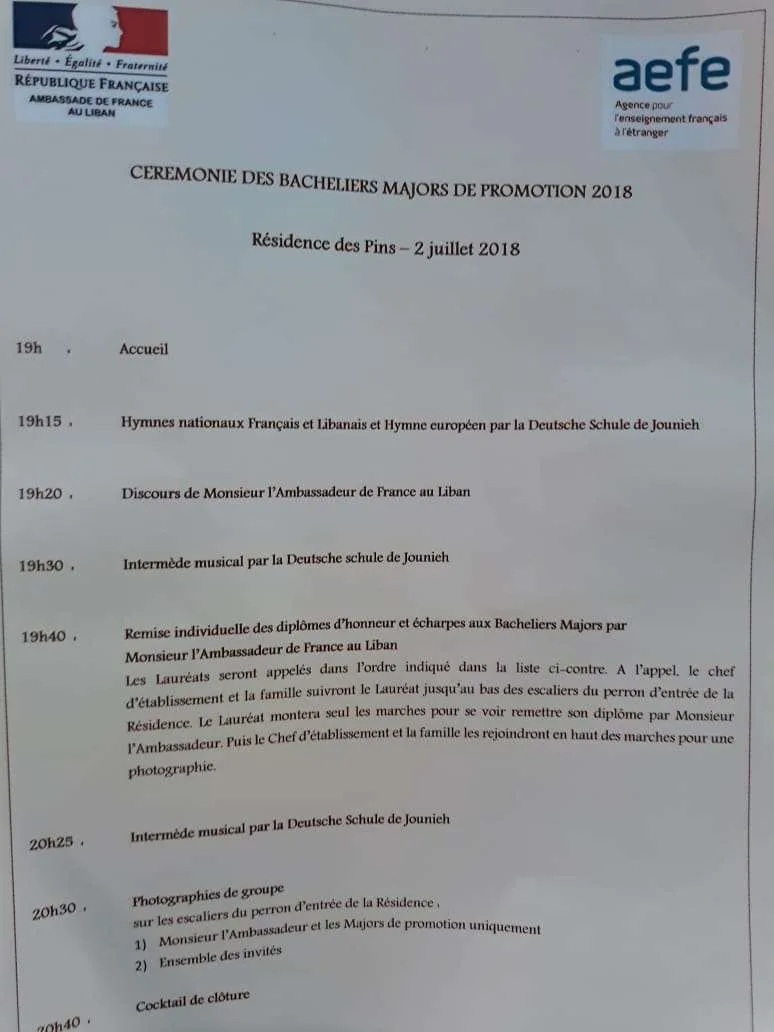 Liberté • Égalité • Fraternité
RÉPUBLIQUE FRANÇAISE
AMBASSADE DE FRANCE
AU LIBAN
aefe
Agence pour
l'enseignement français
à l'étranger
CEREMONIE DES BACHELIERS MAJORS DE PROMOTION 2018
Résidence des Pins – 2 juillet 2018
19h . Accueil
19h15 . Hymnes nationaux Français et Libanais et Hymne européen par la Deutsche Schule de Jounieh
19h20 . Discours de Monsieur l'Ambassadeur de France au Liban
19h30 . Intermède musical par la Deutsche schule de Jounieh
19h40 . Remise individuelle des diplômes d'honneur et écharpes aux Bacheliers Majors par
Monsieur l'Ambassadeur de France au Liban
Les Lauréats seront appelés dans l'ordre indiqué dans la liste ci-contre. A l'appel, le chef
d'établissement et la famille suivront le Lauréat jusqu'au bas des escaliers du perron d'entrée de la
Résidence. Le Lauréat montera seul les marches pour se voir remettre son diplôme par Monsieur
l'Ambassadeur. Puis le Chef d'établissement et la famille les rejoindront en haut des marches pour une
photographie.
20h25 . Intermède musical par la Deutsche Schule de Jounieh
20h30 . Photographies de groupe
sur les escaliers du perron d'entrée de la Résidence .
1) Monsieur l'Ambassadeur et les Majors de promotion uniquement
2) Ensemble des invités
20h40 . Cocktail de clôture